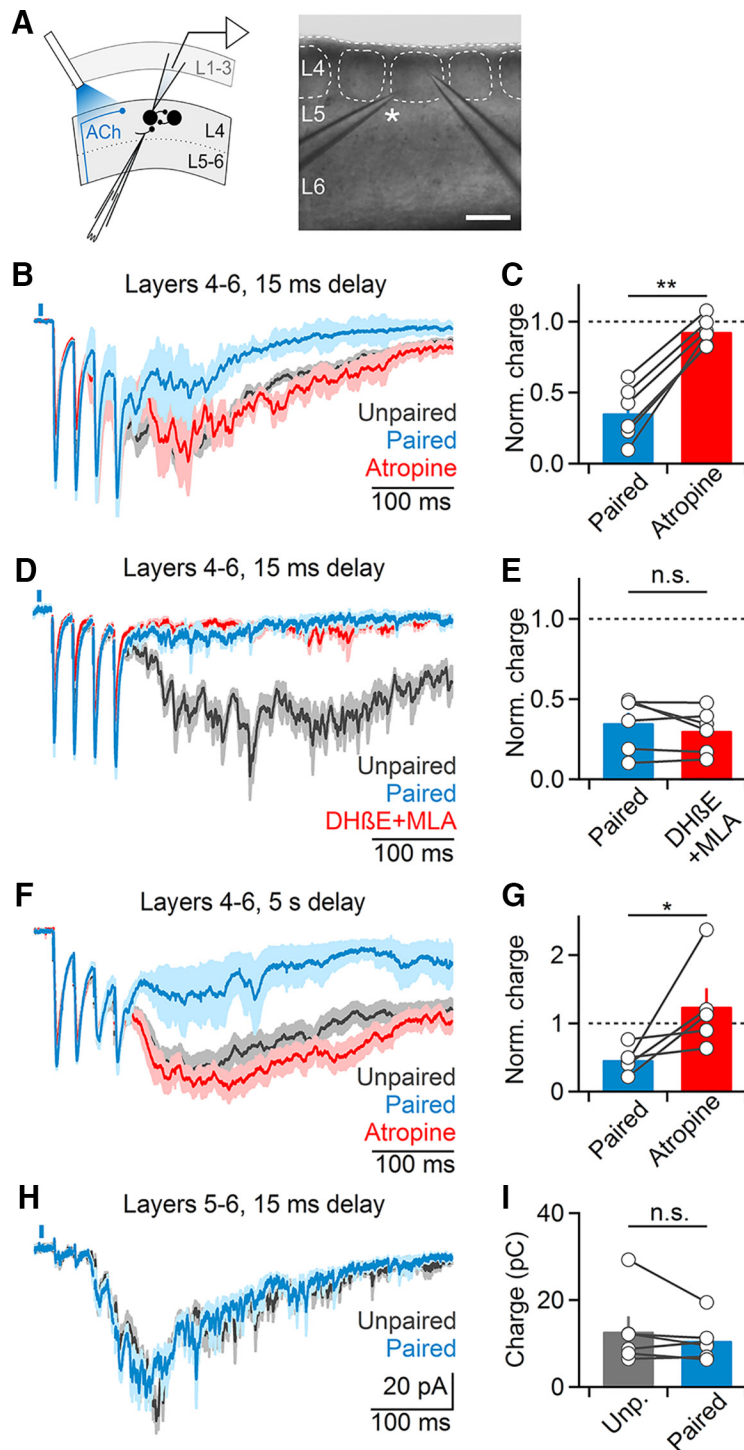 A
L1-3
ACh
L4
L5-6
L4
L5
*
L6
B
Layers 4-6, 15 ms delay
Unpaired
Paired
Atropine
100 ms
C
**
Norm. charge
1.0
0.5
0.0
Paired
Atropine
D
Layers 4-6, 15 ms delay
Unpaired
Paired
DHßE+MLA
100 ms
E
n.s.
Norm. charge
1.0
0.5
0.0
Paired
DHßE
+MLA
F
Layers 4-6, 5 s delay
Unpaired
Paired
Atropine
100 ms
G
*
Norm. charge
2
1
0
Paired
Atropine
H
Layers 5-6, 15 ms delay
Unpaired
Paired
20 pA
100 ms
I
n.s.
Charge (pC)
40
20
0
Unp.
Paired